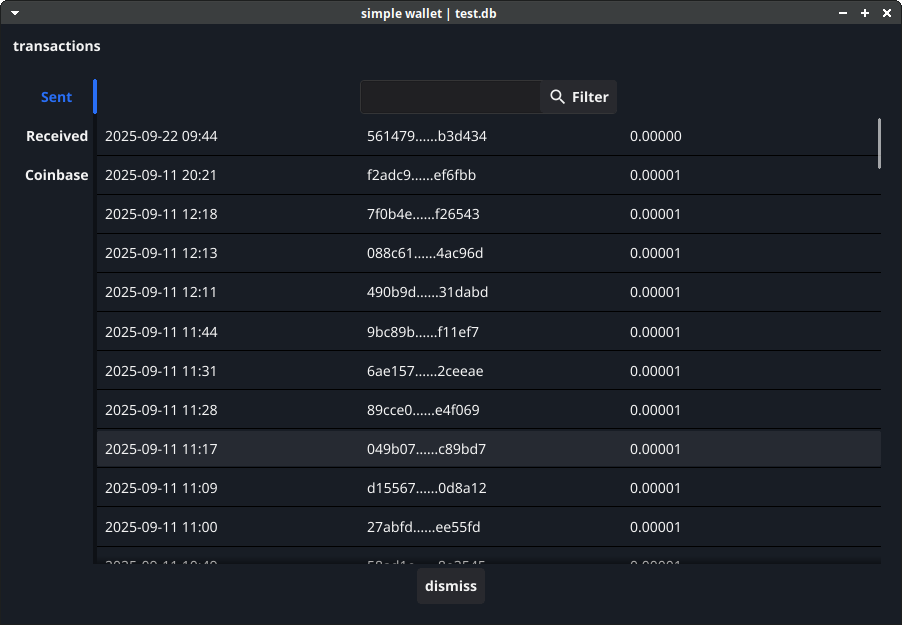 simple wallet | test.db
transactions
Sent
Filter
Received 2025-09-22 09:44 561479......b3d434 0.00000
Coinbase 2025-09-11 20:21 f2adc9......ef6fbb 0.00001
2025-09-11 12:18 7f0b4e......f26543 0.00001
2025-09-11 12:13 088c61......4ac96d 0.00001
2025-09-11 12:11 490b9d......31dabd 0.00001
2025-09-11 11:44 9bc89b......f11ef7 0.00001
2025-09-11 11:31 6ae157......2ceeae 0.00001
2025-09-11 11:28 89cce0......e4f069 0.00001
2025-09-11 11:17 049b07......c89bd7 0.00001
2025-09-11 11:09 d15567......0d8a12 0.00001
2025-09-11 11:00 27abfd......ee55fd 0.00001
dismiss